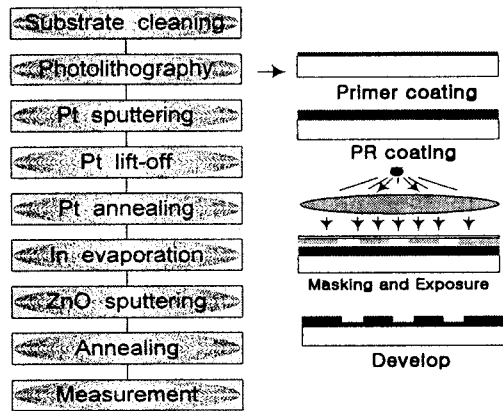 Substrate cleaning
Photolithography
Pt sputtering
Pt lift-off
Pt annealing
In evaporation
ZnO sputtering
Annealing
Measurement
Primer coating
PR coating
Masking and Exposure
Develop